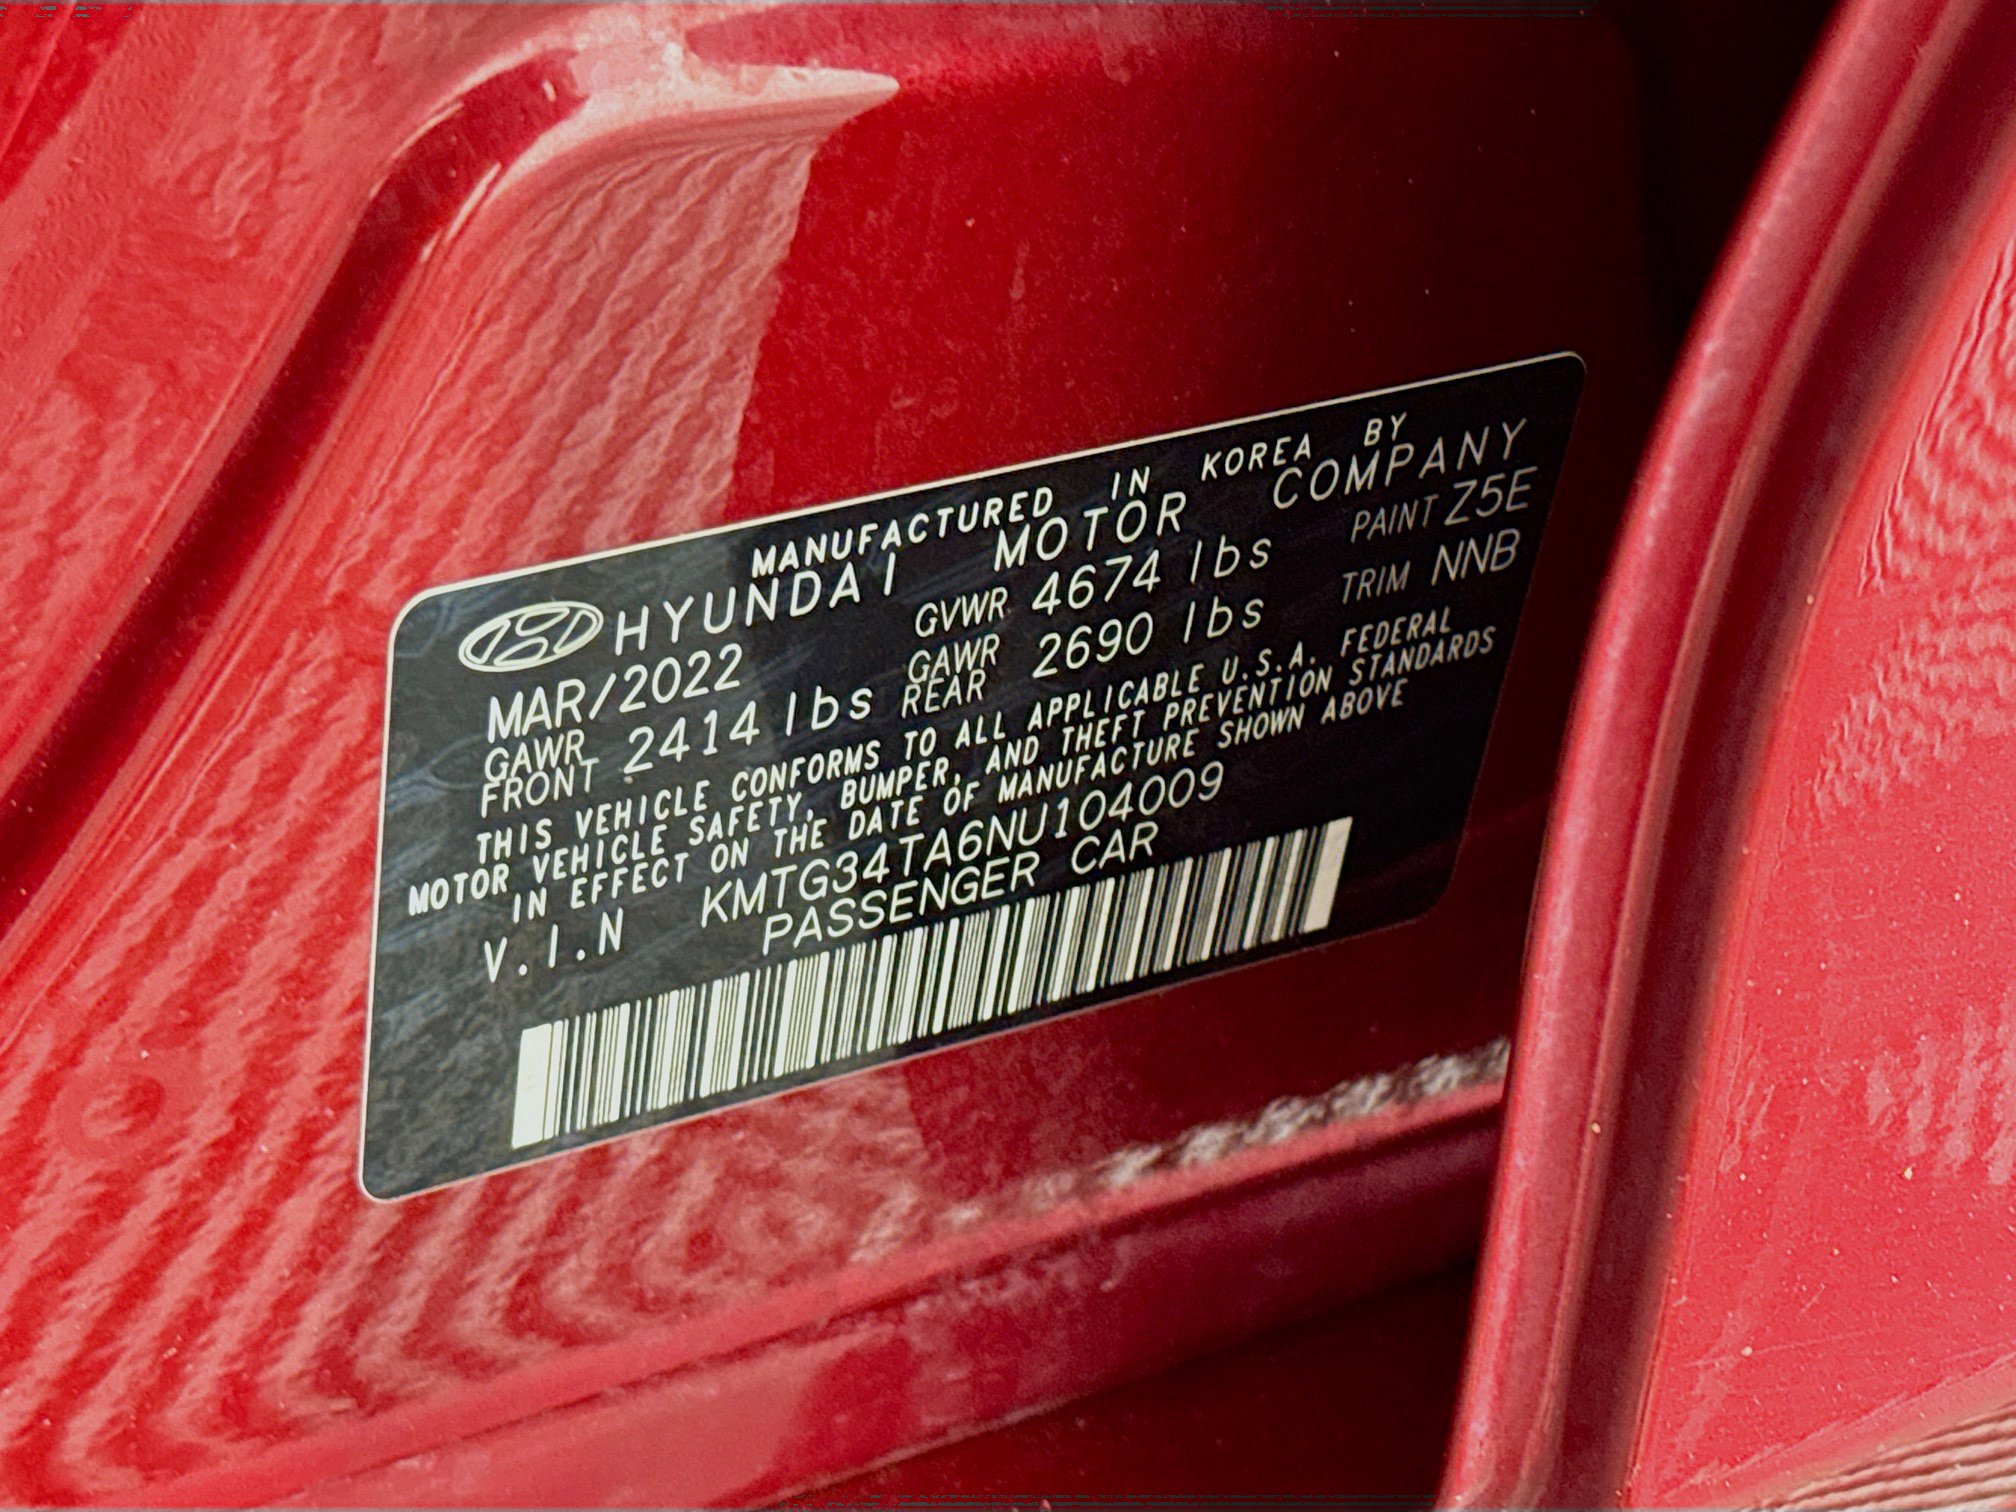 MANUFACTURED IN KOREA BY
HYUNDAI MOTOR COMPANY
MAR/2022 GVWR 4674 lbs PAINT Z5E
GAWR FRONT 2414 lbs GAWR REAR 2690 lbs TRIM NNB
THIS VEHICLE CONFORMS TO ALL APPLICABLE U.S.A. FEDERAL
MOTOR VEHICLE SAFETY, BUMPER, AND THEFT PREVENTION STANDARDS
IN EFFECT ON THE DATE OF MANUFACTURE SHOWN ABOVE
V.I.N KMTG34TA6NU104009
PASSENGER CAR